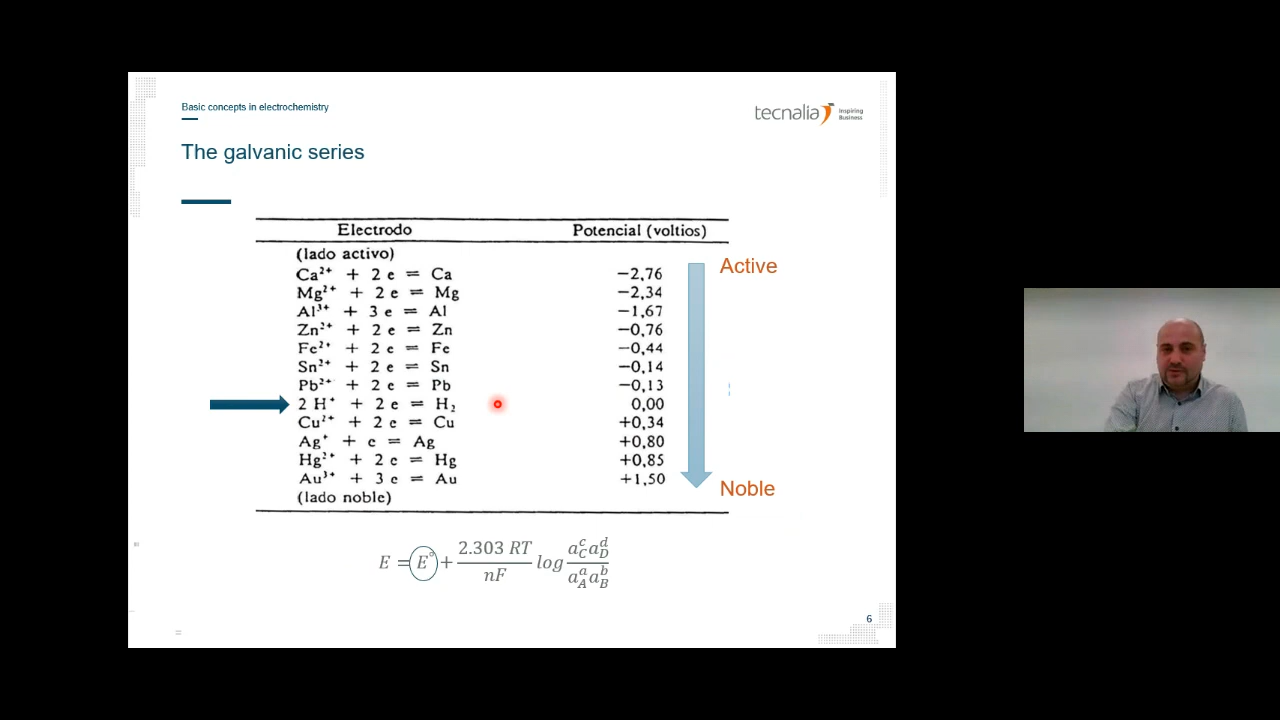 Basic concepts in electrochemistry
tecnalia Inspiring Business
The galvanic series
Electrodo Potencial (voltios)
(lado activo)
Active
Ca²⁺ + 2 e = Ca −2,76
Mg²⁺ + 2 e = Mg −2,34
Al³⁺ + 3 e = Al −1,67
Zn²⁺ + 2 e = Zn −0,76
Fe²⁺ + 2 e = Fe −0,44
Sn²⁺ + 2 e = Sn −0,14
Pb²⁺ + 2 e = Pb −0,13
2 H⁺ + 2 e = H₂ 0,00
Cu²⁺ + 2 e = Cu +0,34
Ag⁺ + e = Ag +0,80
Hg²⁺ + 2 e = Hg +0,85
Au³⁺ + 3 e = Au +1,50
Noble
(lado noble)
E = E° + 2.303 RT / nF log a_C^c a_D^d / a_A^a a_B^b
6